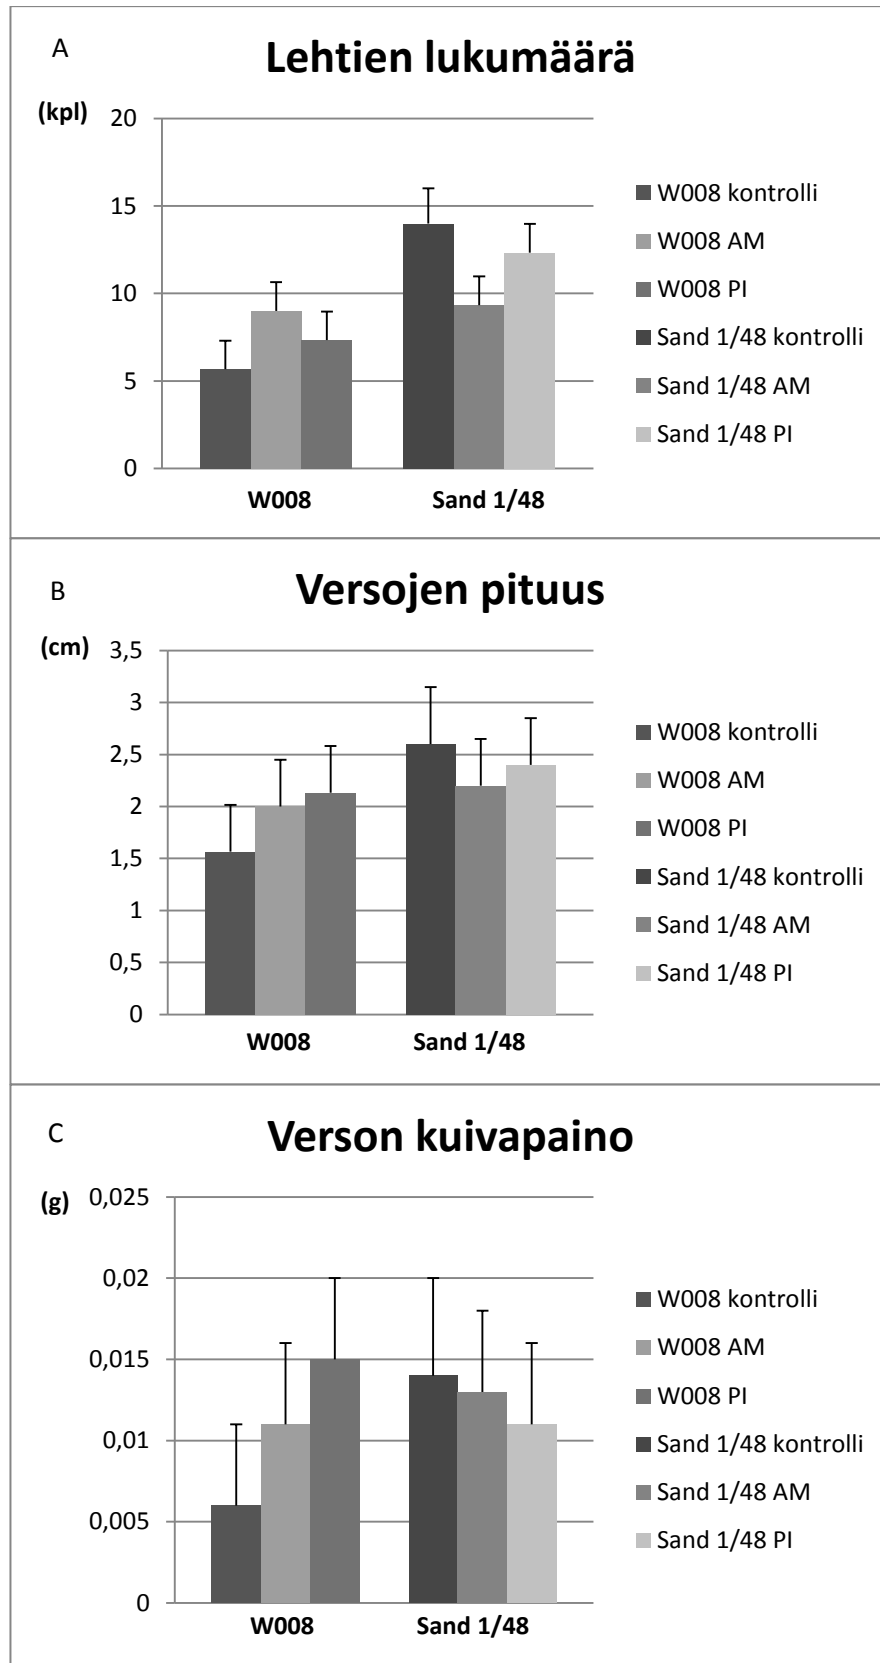 A
Lehtien lukumäärä
(kpl)
20
15
10
5
0
W008
Sand 1/48
W008 kontrolli
W008 AM
W008 PI
Sand 1/48 kontrolli
Sand 1/48 AM
Sand 1/48 PI
B
Versojen pituus
(cm)
3,5
3
2,5
2
1,5
1
0,5
0
W008
Sand 1/48
W008 kontrolli
W008 AM
W008 PI
Sand 1/48 kontrolli
Sand 1/48 AM
Sand 1/48 PI
C
Verson kuivapaino
(g)
0,025
0,02
0,015
0,01
0,005
0
W008
Sand 1/48
W008 kontrolli
W008 AM
W008 PI
Sand 1/48 kontrolli
Sand 1/48 AM
Sand 1/48 PI